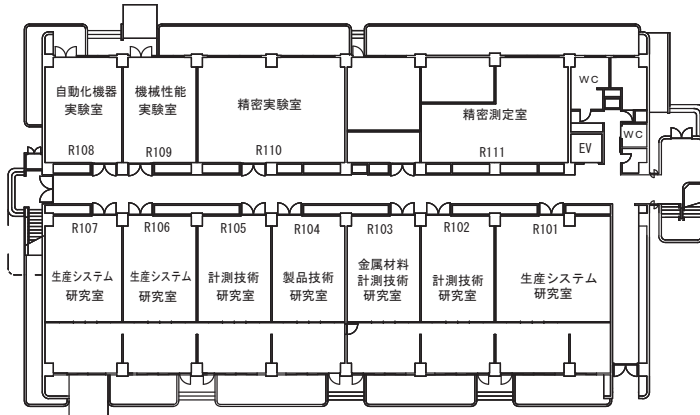 自動化機器
実験室
R108
機械性能
実験室
R109
精密実験室
R110
精密測定室
R111
WC
WC
EV
R107
生産システム
研究室
R106
生産システム
研究室
R105
計測技術
研究室
R104
製品技術
研究室
R103
金属材料
計測技術
研究室
R102
計測技術
研究室
R101
生産システム
研究室